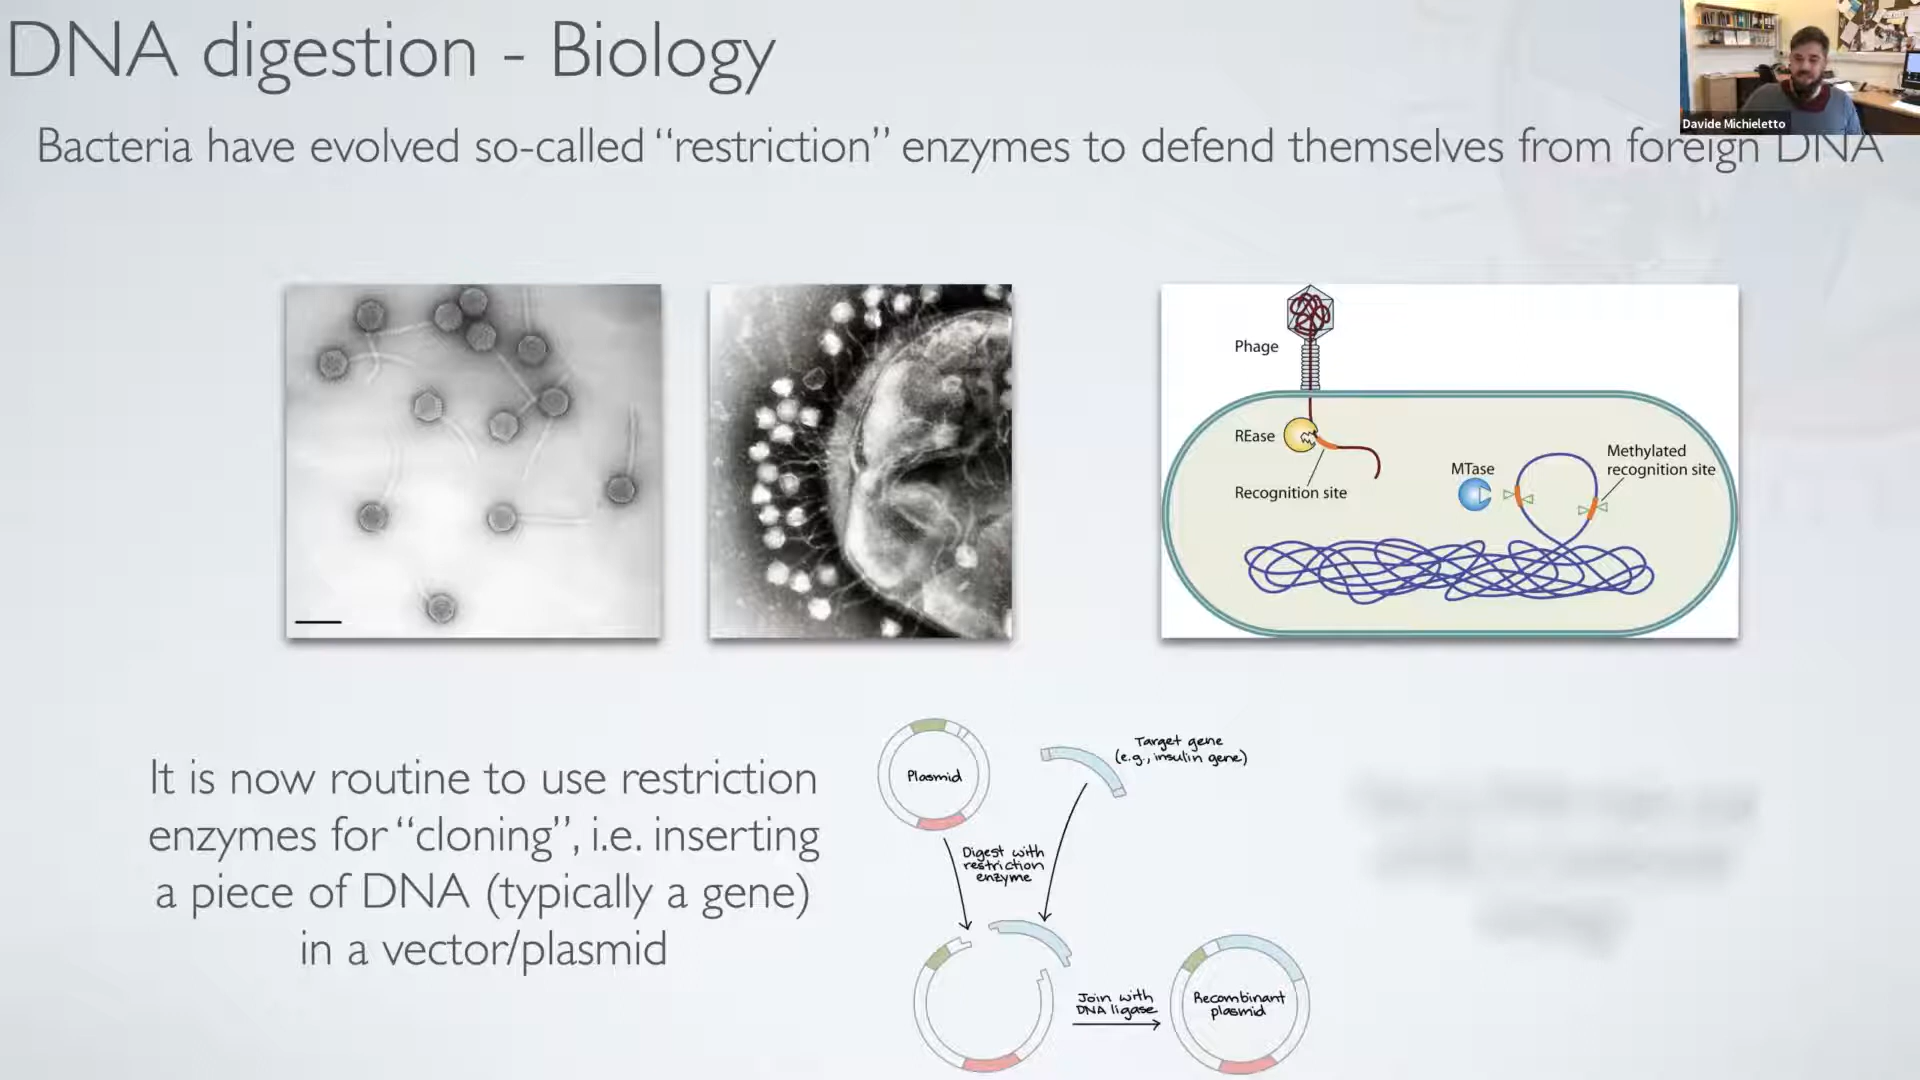 DNA digestion - Biology
Davide Michieletto
Bacteria have evolved so-called “restriction” enzymes to defend themselves from foreign DNA
Phage
REase
Recognition site
MTase
Methylated
recognition site
It is now routine to use restriction
enzymes for “cloning”, i.e. inserting
a piece of DNA (typically a gene)
in a vector/plasmid
Plasmid
Target gene
(e.g., insulin gene)
Digest with
restriction
enzyme
Join with
DNA ligase
Recombinant
plasmid